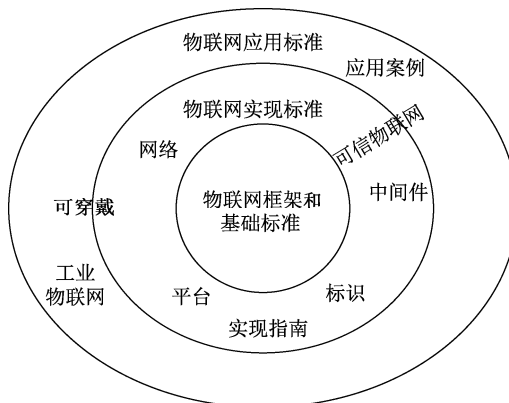 物联网应用标准
应用案例
物联网实现标准
可信物联网
网络
中间件
物联网框架和
基础标准
可穿戴
工业
物联网
平台
标识
实现指南